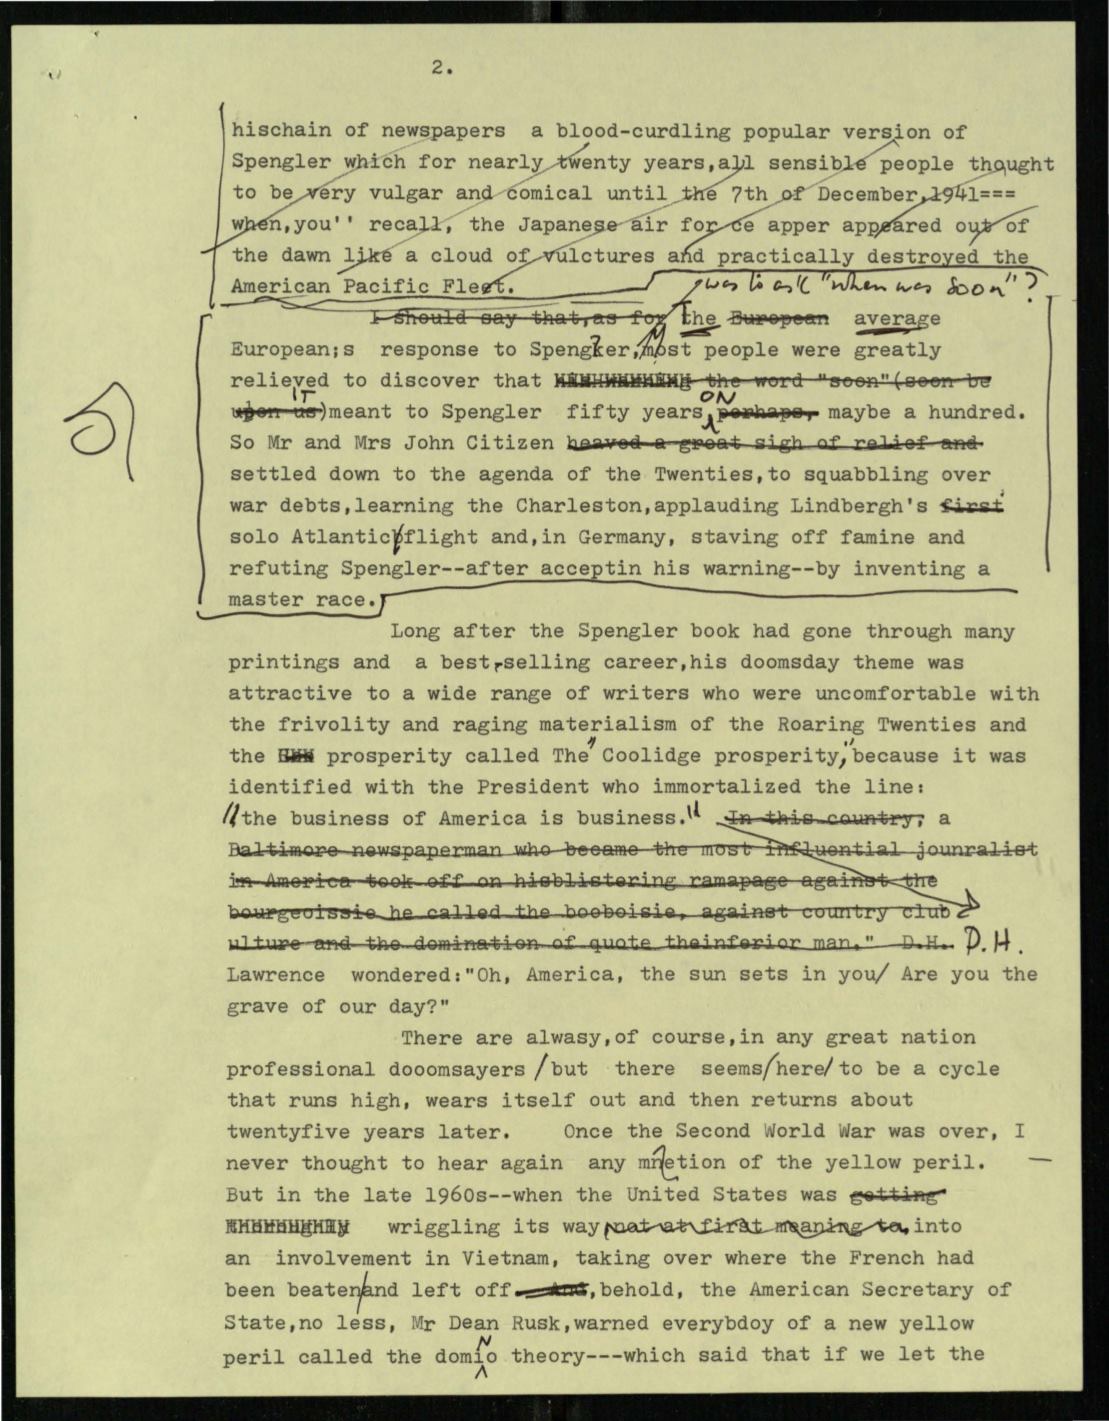 2.
hischain of newspapers  a blood-curdling popular version of
Spengler which for nearly twenty years,all sensible people thought
to be very vulgar and comical until the 7th of December,1941===
when,you'' recall, the Japanese air for ce apper appeared out of
the dawn like a cloud of vulctures and practically destroyed the
American Pacific Fleet.
was to ask "when was soon"?
I should say that,as for the European  average
European;s  response to Spengler, most people were greatly
relieved to discover that the word "soon"(soon be
upon us) IT meant to Spengler  fifty years, ON perhaps, maybe a hundred.
So Mr and Mrs John Citizen heaved a great sigh of relief and
settled down to the agenda of the Twenties,to squabbling over
war debts,learning the Charleston,applauding Lindbergh's first
solo Atlantic flight and,in Germany, staving off famine and
refuting Spengler--after acceptin his warning--by inventing a
master race.
Long after the Spengler book had gone through many
printings and  a best-selling career,his doomsday theme was
attractive to a wide range of writers who were uncomfortable with
the frivolity and raging materialism of the Roaring Twenties and
the prosperity called The "Coolidge prosperity," because it was
identified with the President who immortalized the line:
"the business of America is business." In this country, a
Baltimore newspaperman who became the most influential jounralist
in America took off on hisblistering ramapage against the
bourgeoissie he called the booboisie, against country club
ulture and the domination of quote theinferior man."  D.H. D.H.
Lawrence  wondered:"Oh, America, the sun sets in you/ Are you the
grave of our day?"
There are alwasy,of course,in any great nation
professional dooomsayers /but  there  seems/here/ to be a cycle
that runs high, wears itself out and then returns about
twentyfive years later.   Once the Second World War was over, I
never thought to hear again  any mnetion of the yellow peril.
But in the late 1960s--when the United States was getting
wriggling its way, not at first meaning to, into
an  involvement in Vietnam, taking over where the French had
been beaten/and left off And,behold, the American Secretary of
State,no less, Mr Dean Rusk,warned everybdoy of a new yellow
peril called the domiNo theory---which said that if we let the